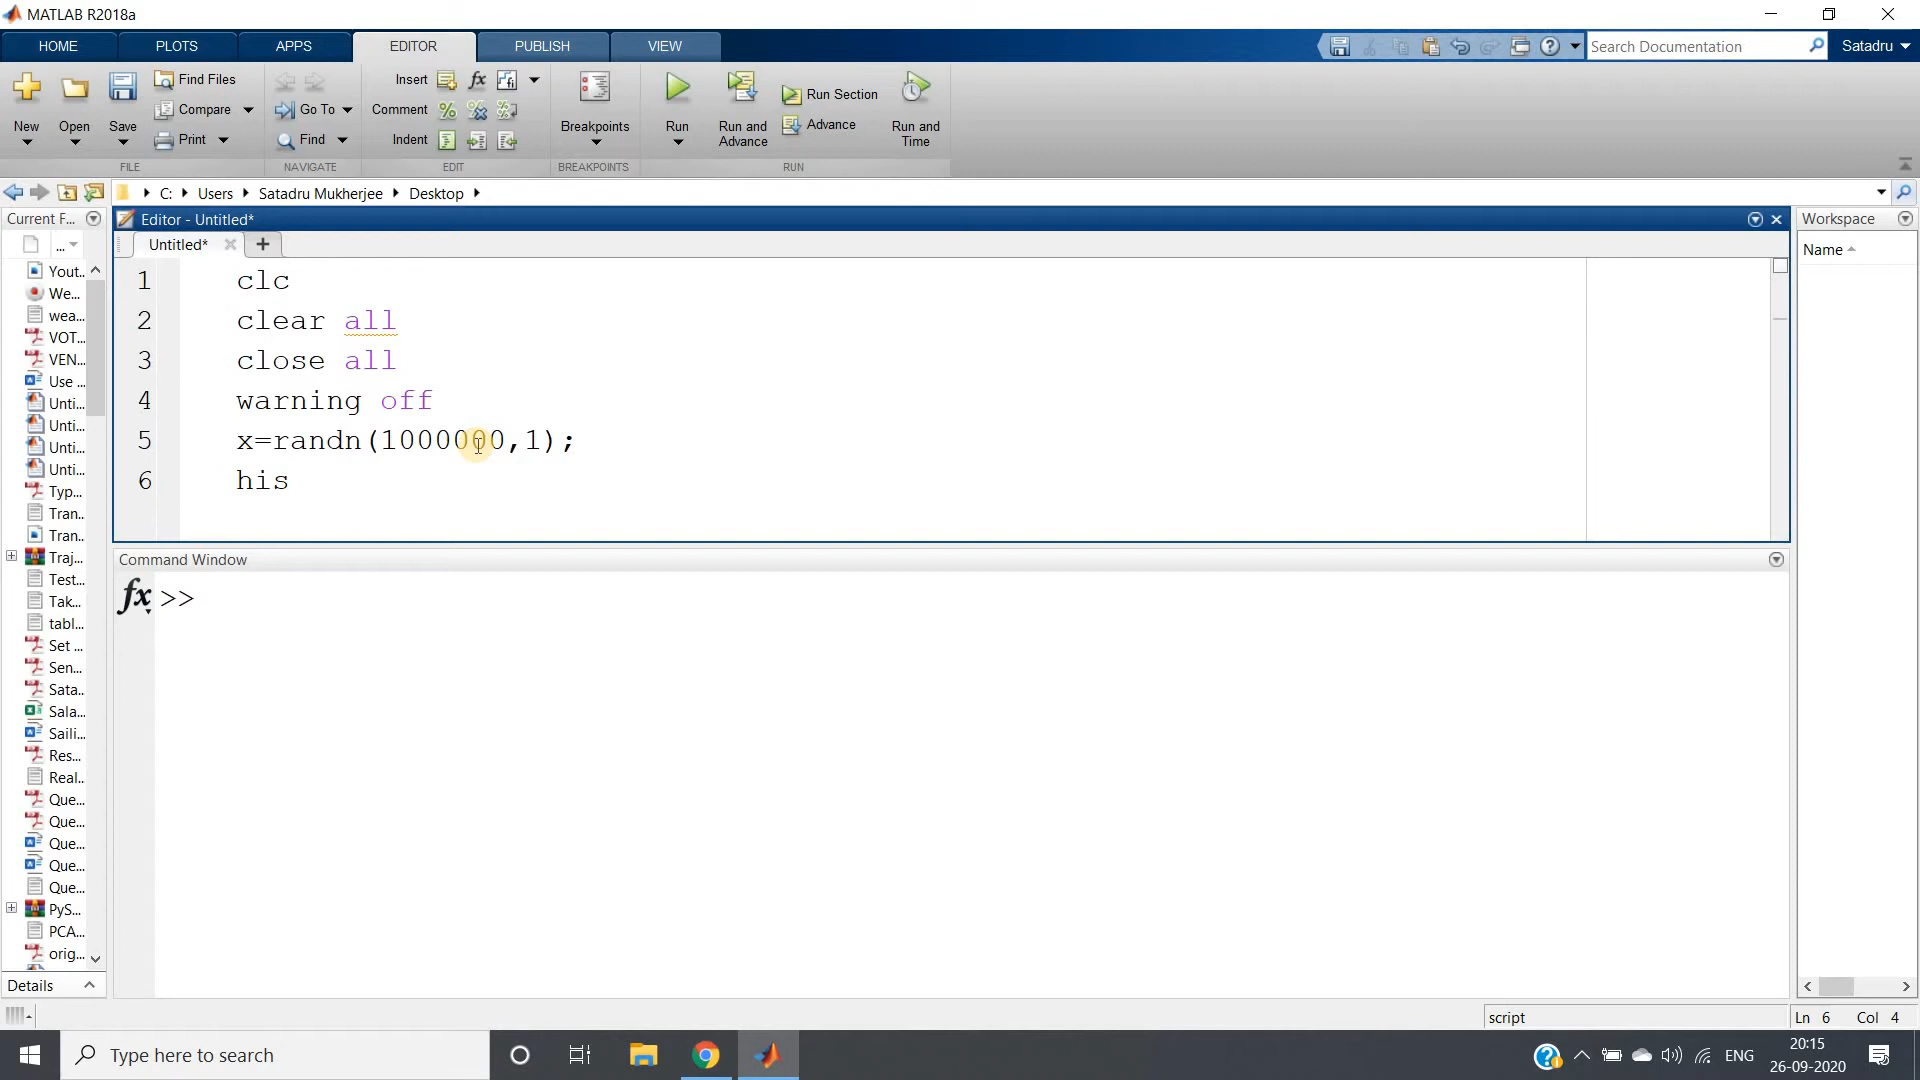 MATLAB R2018a
HOME PLOTS APPS EDITOR PUBLISH VIEW Search Documentation Satadru
New Open Save Find Files Compare Print Go To Find Insert fx Comment Indent Breakpoints Run Run and Advance Run Section Advance Run and Time
FILE NAVIGATE EDIT BREAKPOINTS RUN
C: Users Satadru Mukherjee Desktop
Current F...
Editor - Untitled*
Workspace
Untitled*
...
Name
1 clc
2 clear all
3 close all
4 warning off
5 x=randn(1000000,1);
6 his
Yout...
We...
wea...
VOT...
VEN...
Use ...
Unti...
Unti...
Unti...
Unti...
Typ...
Tran...
Tran...
Traj...
Test...
Tak...
tabl...
Set ...
Sen...
Sata...
Sala...
Saili...
Res...
Real...
Que...
Que...
Que...
Que...
Que...
PyS...
PCA...
orig...
Command Window
fx >>
Details
script Ln 6 Col 4
Type here to search
ENG 20:15
26-09-2020